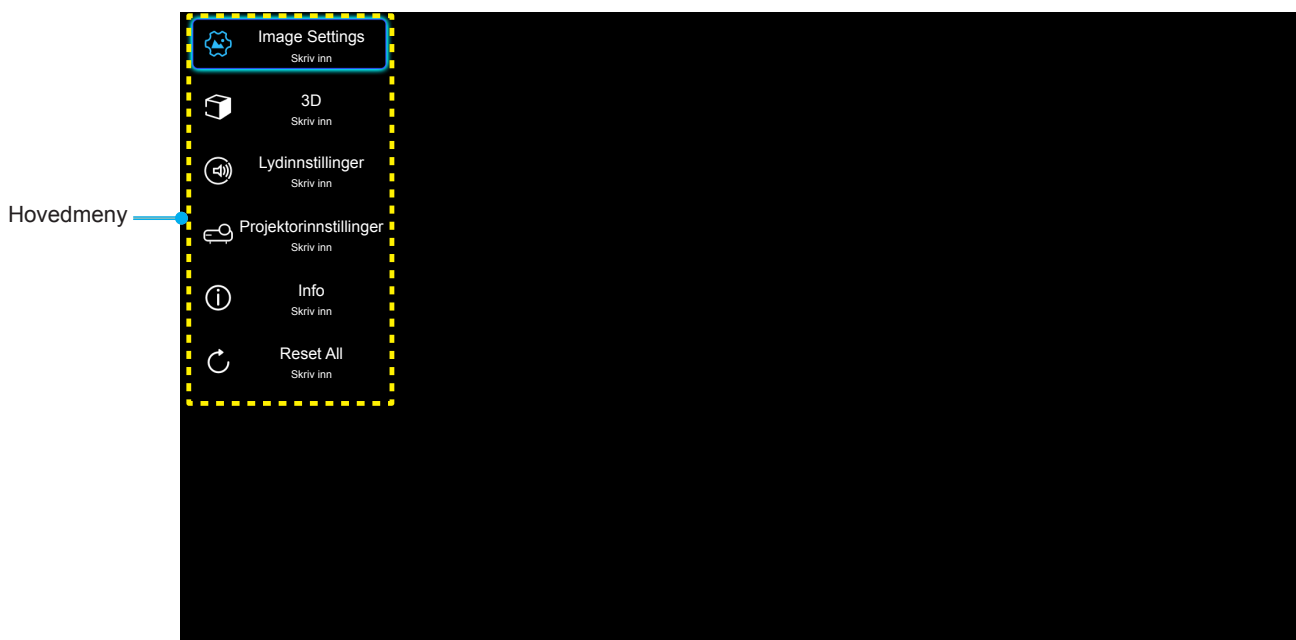 Image Settings
Skriv inn
3D
Skriv inn
Lydinnstillinger
Skriv inn
Hovedmeny
Projektorinnstillinger
Skriv inn
Info
Skriv inn
Reset All
Skriv inn